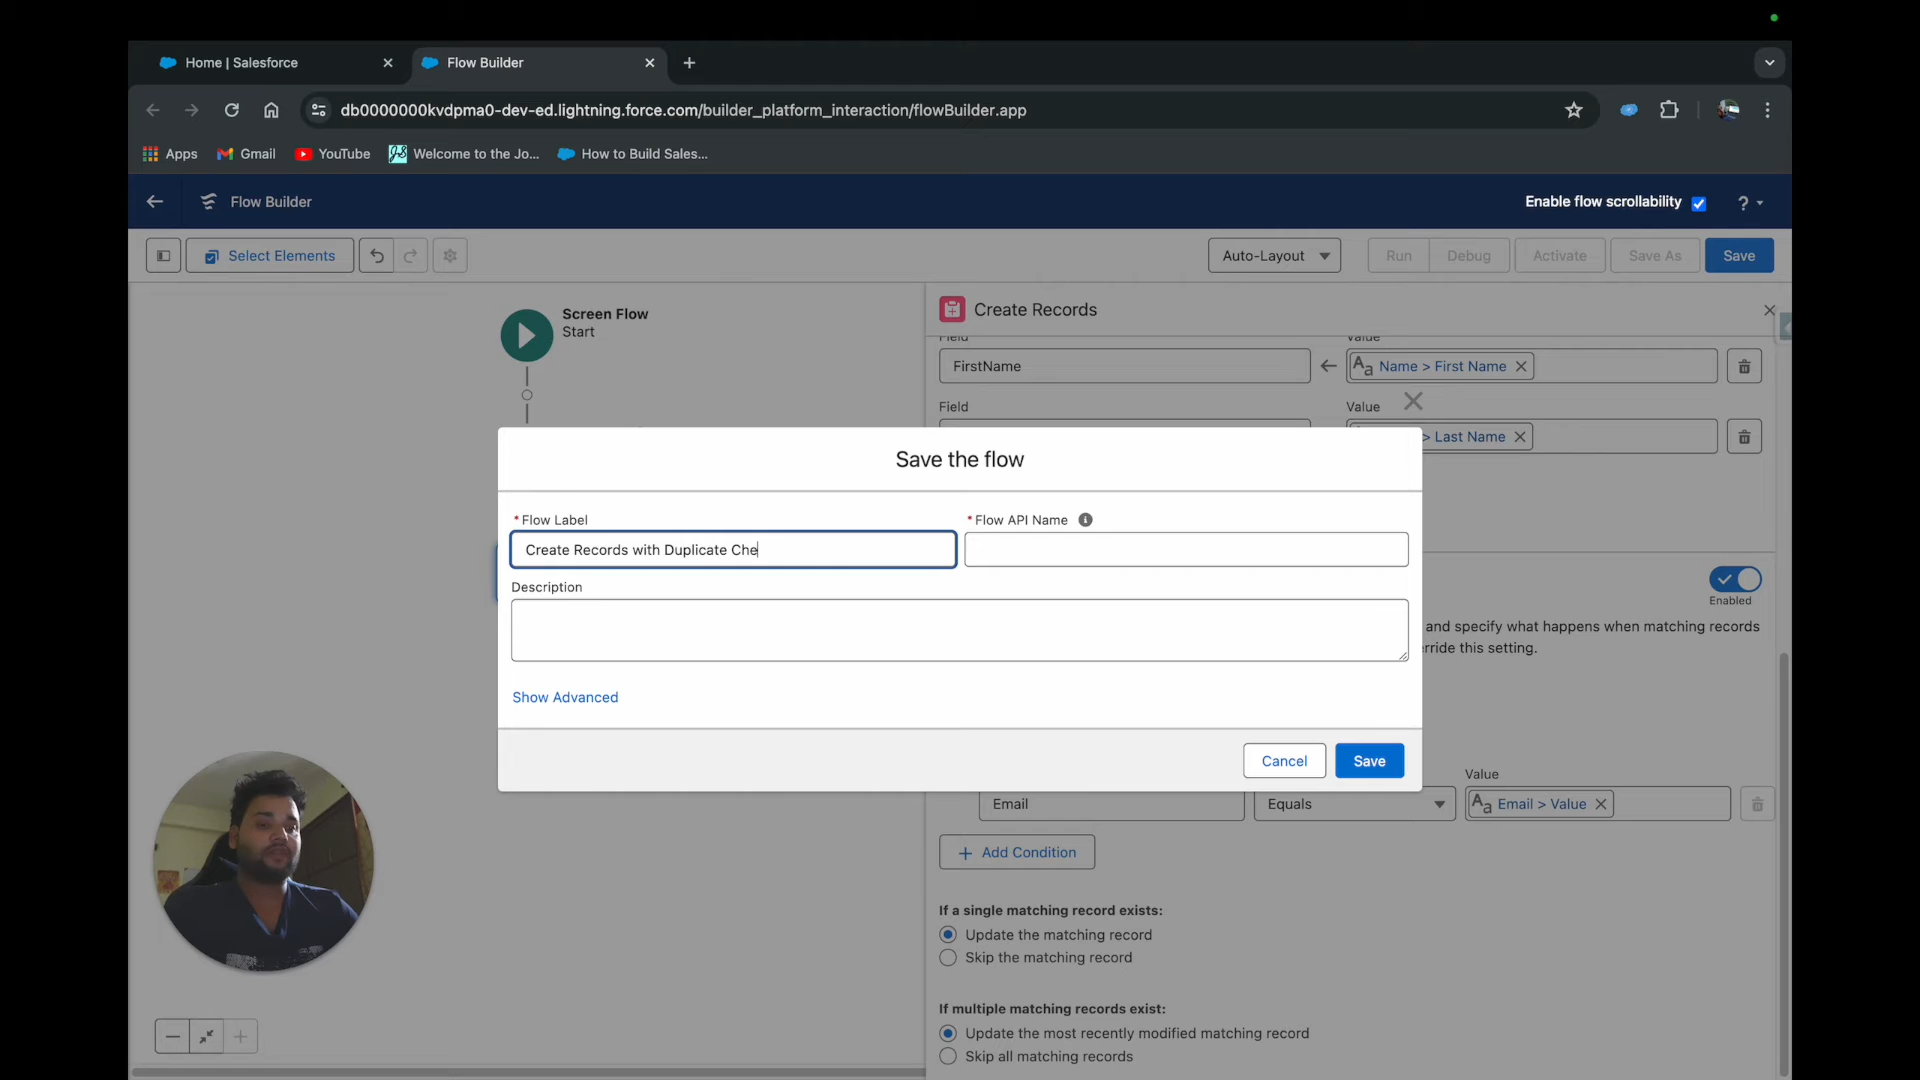 Home | Salesforce
Flow Builder
db0000000kvdpma0-dev-ed.lightning.force.com/builder_platform_interaction/flowBuilder.app
Apps
Gmail
YouTube
Welcome to the Jo...
How to Build Sales...
Flow Builder
Enable flow scrollability
?
Select Elements
Auto-Layout
Run
Debug
Activate
Save As
Save
Screen Flow
Start
Create Records
Field
Value
FirstName
Aa Name > First Name
Field
Value
> Last Name
Save the flow
* Flow Label
* Flow API Name
Create Records with Duplicate Che
Description
Show Advanced
Cancel
Save
Enabled
and specify what happens when matching records
rride this setting.
Value
Email
Equals
Aa Email > Value
+ Add Condition
If a single matching record exists:
Update the matching record
Skip the matching record
If multiple matching records exist:
Update the most recently modified matching record
Skip all matching records